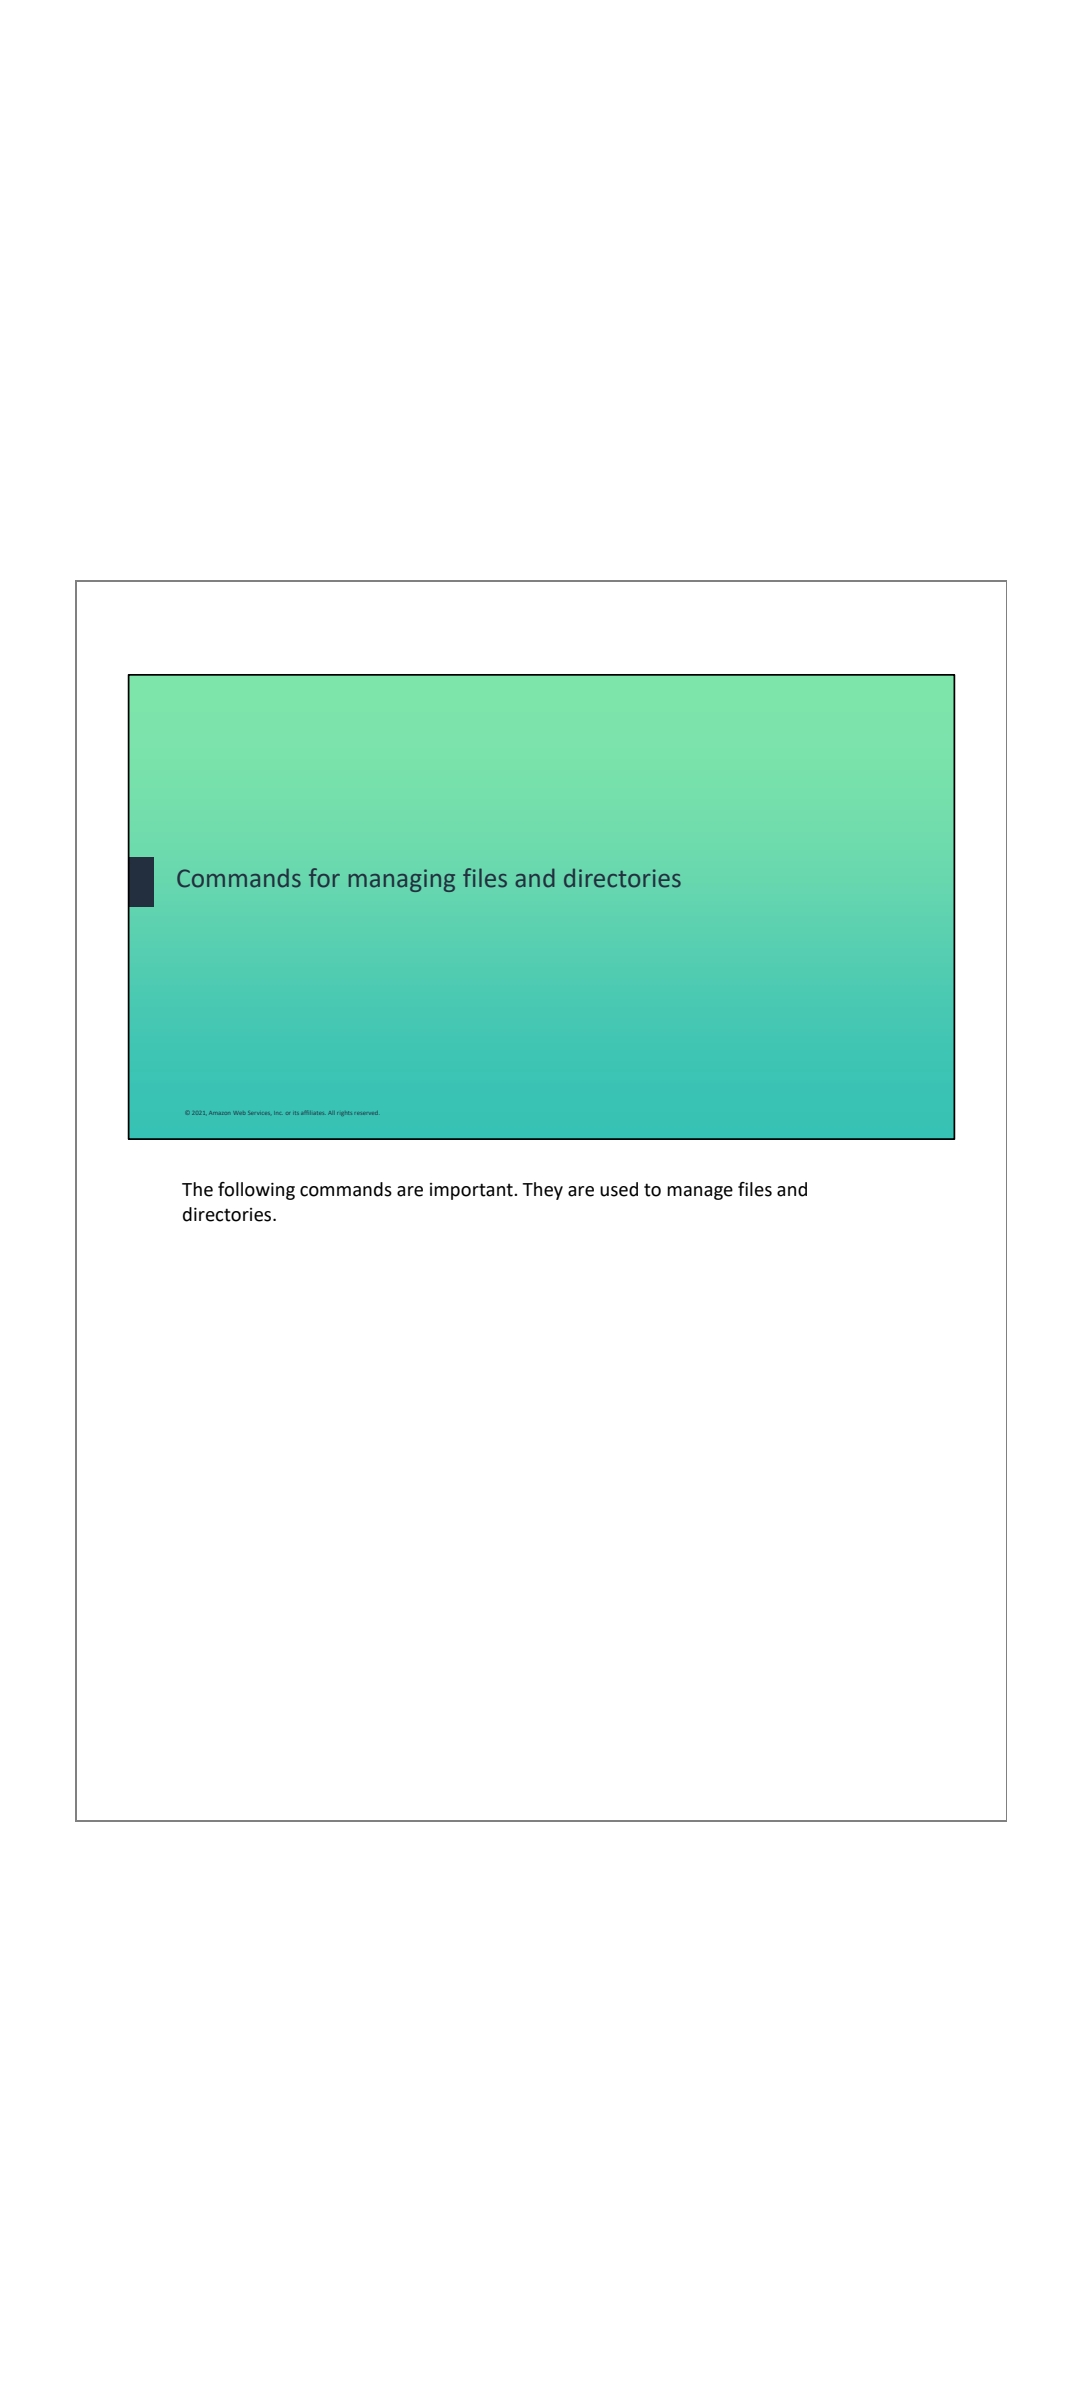 Commands for managing files and directories
© 2021, Amazon Web Services, Inc. or its affiliates. All rights reserved.
The following commands are important. They are used to manage files and
directories.